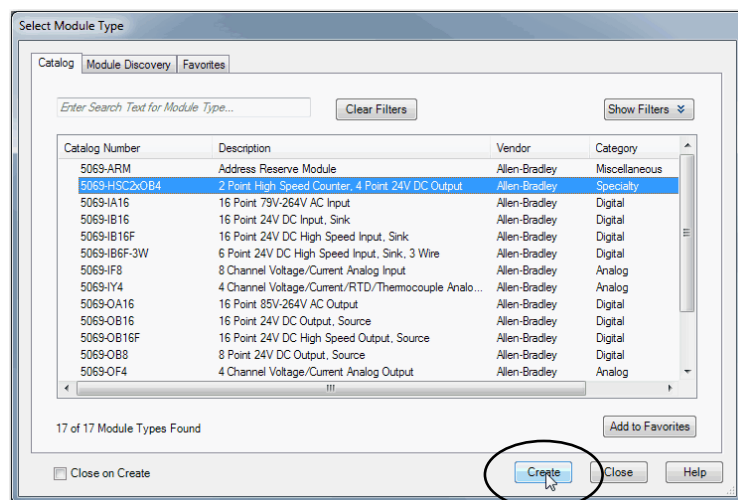 Select Module Type
Catalog Module Discovery Favorites
Enter Search Text for Module Type... Clear Filters Show Filters
Catalog Number Description Vendor Category
5069-ARM Address Reserve Module Allen-Bradley Miscellaneous
5069-HSC2xOB4 2 Point High Speed Counter, 4 Point 24V DC Output Allen-Bradley Specialty
5069-IA16 16 Point 79V-264V AC Input Allen-Bradley Digital
5069-IB16 16 Point 24V DC Input, Sink Allen-Bradley Digital
5069-IB16F 16 Point 24V DC High Speed Input, Sink Allen-Bradley Digital
5069-IB6F-3W 6 Point 24V DC High Speed Input, Sink, 3 Wire Allen-Bradley Digital
5069-IF8 8 Channel Voltage/Current Analog Input Allen-Bradley Analog
5069-IY4 4 Channel Voltage/Current/RTD/Thermocouple Analo... Allen-Bradley Analog
5069-OA16 16 Point 85V-264V AC Output Allen-Bradley Digital
5069-OB16 16 Point 24V DC Output, Source Allen-Bradley Digital
5069-OB16F 16 Point 24V DC High Speed Output, Source Allen-Bradley Digital
5069-OB8 8 Point 24V DC Output, Source Allen-Bradley Digital
5069-OF4 4 Channel Voltage/Current Analog Output Allen-Bradley Analog
17 of 17 Module Types Found Add to Favorites
Close on Create Create Close Help